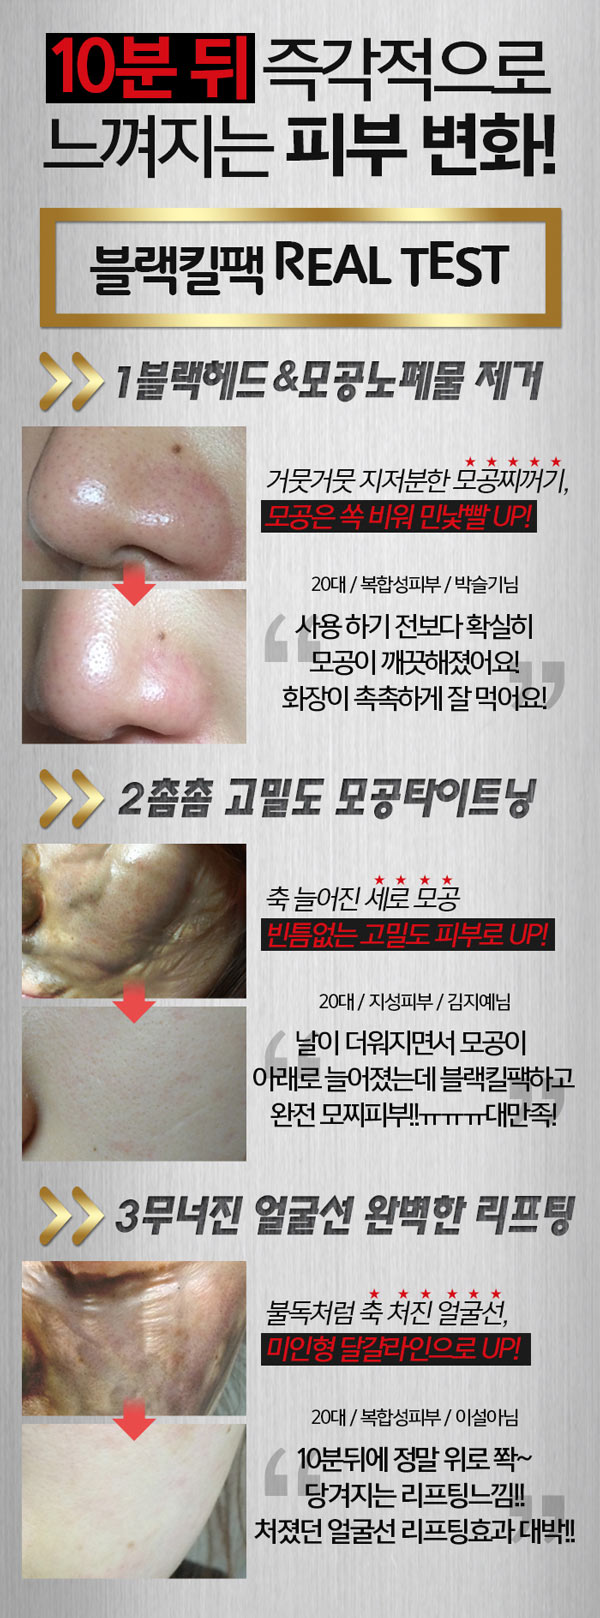 10분 뒤 즉각적으로
느껴지는 피부 변화!
블랙킬팩 REAL TEST
1블랙헤드&모공노폐물 제거
거뭇거뭇 지저분한 모공찌꺼기,
모공은 쏙 비워 민낯빨 UP!
20대 / 복합성피부 / 박슬기님
사용 하기 전보다 확실히
모공이 깨끗해졌어요!
화장이 촉촉하게 잘 먹어요!
2촘촘 고밀도 모공타이트닝
축 늘어진 세로 모공
빈틈없는 고밀도 피부로 UP!
20대 / 지성피부 / 김지예님
날이 더워지면서 모공이
아래로 늘어졌는데 블랙킬팩하고
완전 모찌피부!!ㅠㅠㅠ대만족!
3무너진 얼굴선 완벽한 리프팅
불독처럼 축 처진 얼굴선,
미인형 달걀라인으로 UP!
20대 / 복합성피부 / 이설아님
10분뒤에 정말 위로 쫙~
당겨지는 리프팅느낌!!
처졌던 얼굴선 리프팅효과 대박!!